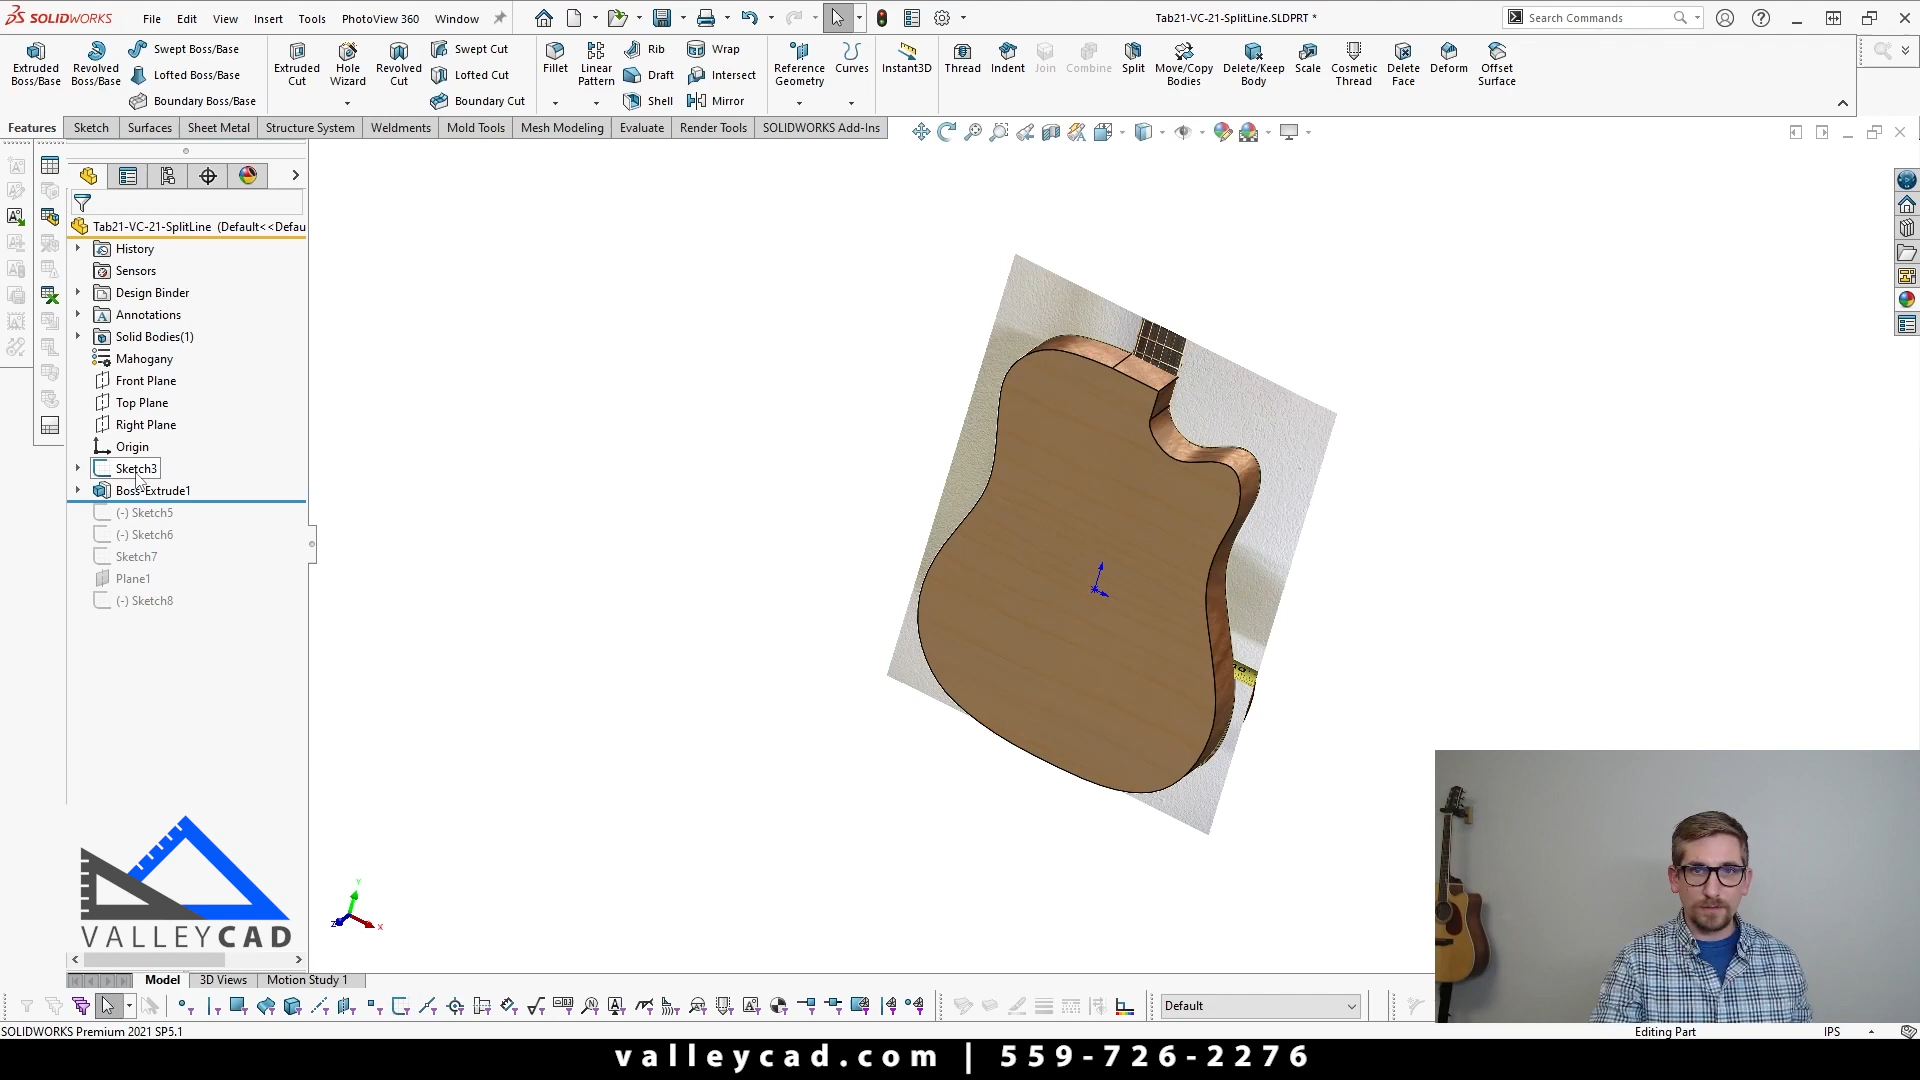 SOLIDWORKS File Edit View Insert Tools PhotoView 360 Window Tab21-VC-21-SplitLine.SLDPRT * Search Commands
Extruded Boss/Base
Revolved Boss/Base
Swept Boss/Base
Lofted Boss/Base
Boundary Boss/Base
Extruded Cut
Hole Wizard
Revolved Cut
Swept Cut
Lofted Cut
Boundary Cut
Fillet
Linear Pattern
Rib
Draft
Shell
Wrap
Intersect
Mirror
Reference Geometry
Curves
Instant3D
Thread
Indent
Join
Combine
Split
Move/Copy Bodies
Delete/Keep Body
Scale
Cosmetic Thread
Delete Face
Deform
Offset Surface
Features Sketch Surfaces Sheet Metal Structure System Weldments Mold Tools Mesh Modeling Evaluate Render Tools SOLIDWORKS Add-Ins
Tab21-VC-21-SplitLine (Default<<Defau
History
Sensors
Design Binder
Annotations
Solid Bodies(1)
Mahogany
Front Plane
Top Plane
Right Plane
Origin
Sketch3
Boss-Extrude1
(-) Sketch5
(-) Sketch6
Sketch7
Plane1
(-) Sketch8
VALLEYCAD
Y
Z
X
Model 3D Views Motion Study 1
Default
SOLIDWORKS Premium 2021 SP5.1 Editing Part IPS
valleycad.com | 559-726-2276